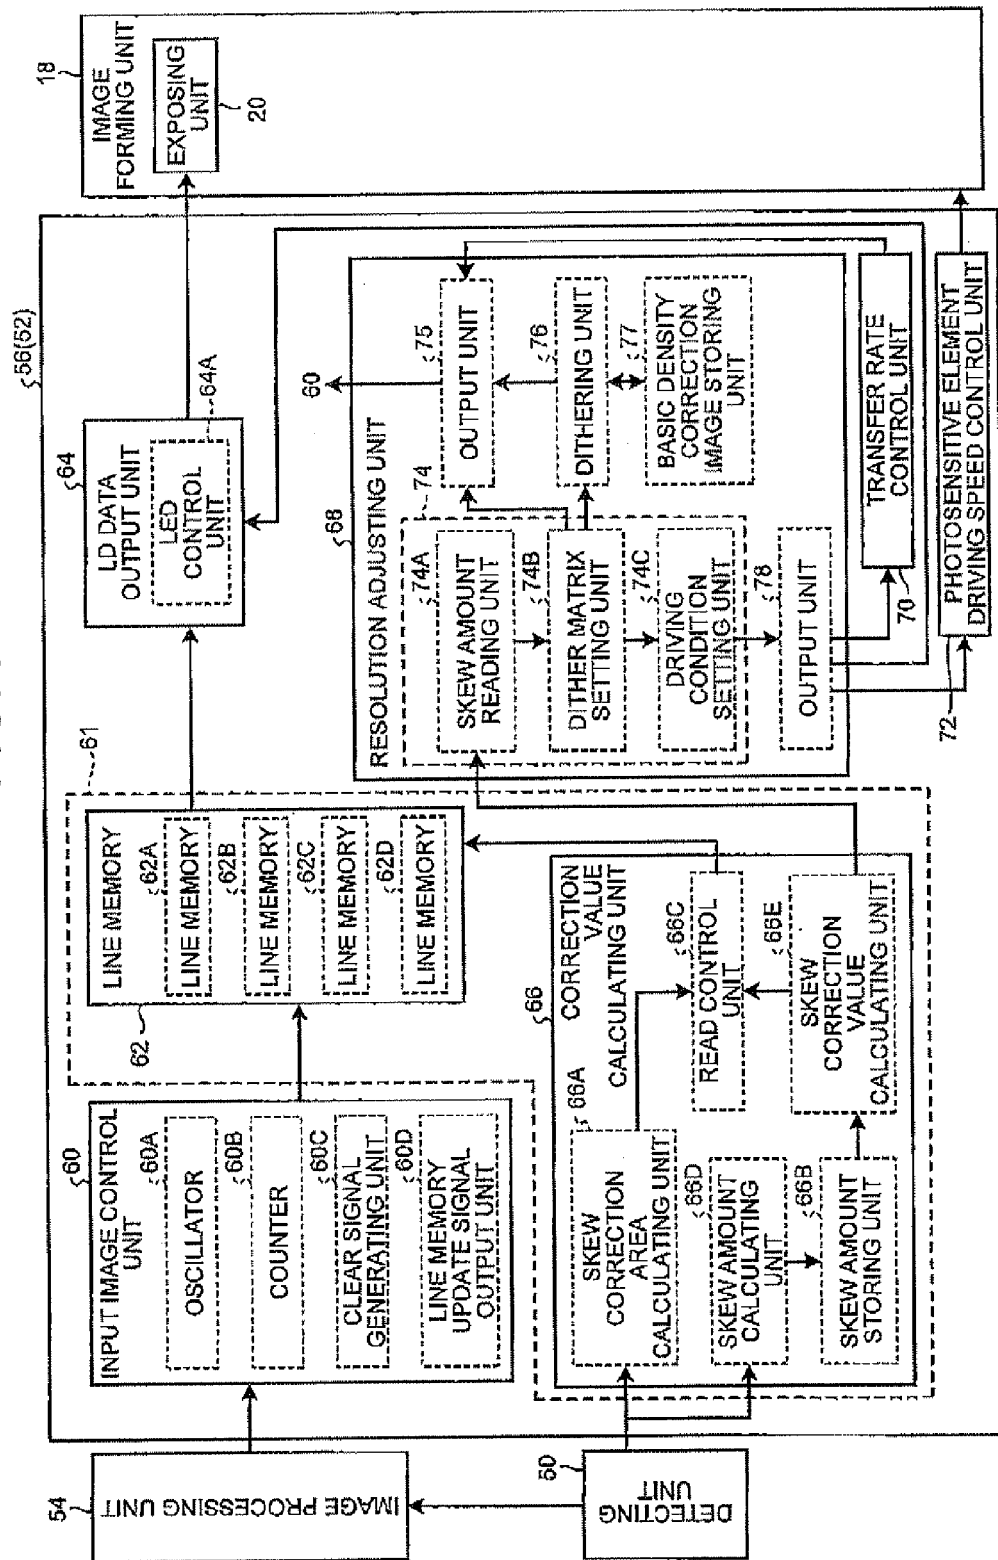 56(52)
54
IMAGE PROCESSING UNIT
50
DETECTING
UNIT
60
INPUT IMAGE CONTROL
UNIT
60A
OSCILLATOR
60B
COUNTER
60C
CLEAR SIGNAL
GENERATING UNIT
60D
LINE MEMORY
UPDATE SIGNAL
OUTPUT UNIT
61
62
LINE MEMORY
62A
LINE MEMORY
62B
LINE MEMORY
62C
LINE MEMORY
62D
LINE MEMORY
66
CORRECTION VALUE
CALCULATING UNIT
66A
SKEW
CORRECTION
AREA
CALCULATING UNIT
66D
SKEW AMOUNT
CALCULATING
UNIT
66B
SKEW AMOUNT
STORING UNIT
66C
READ CONTROL
UNIT
66E
SKEW
CORRECTION
VALUE
CALCULATING UNIT
64
LD DATA
OUTPUT UNIT
64A
LED
CONTROL
UNIT
68
RESOLUTION ADJUSTING UNIT
74
74A
SKEW AMOUNT
READING UNIT
74B
DITHER MATRIX
SETTING UNIT
74C
DRIVING
CONDITION
SETTING UNIT
78
OUTPUT UNIT
60
75
OUTPUT UNIT
76
DITHERING UNIT
77
BASIC DENSITY
CORRECTION
IMAGE STORING
UNIT
70
TRANSFER RATE
CONTROL UNIT
72
PHOTOSENSITIVE ELEMENT
DRIVING SPEED CONTROL UNIT
18
IMAGE
FORMING UNIT
EXPOSING
UNIT
20